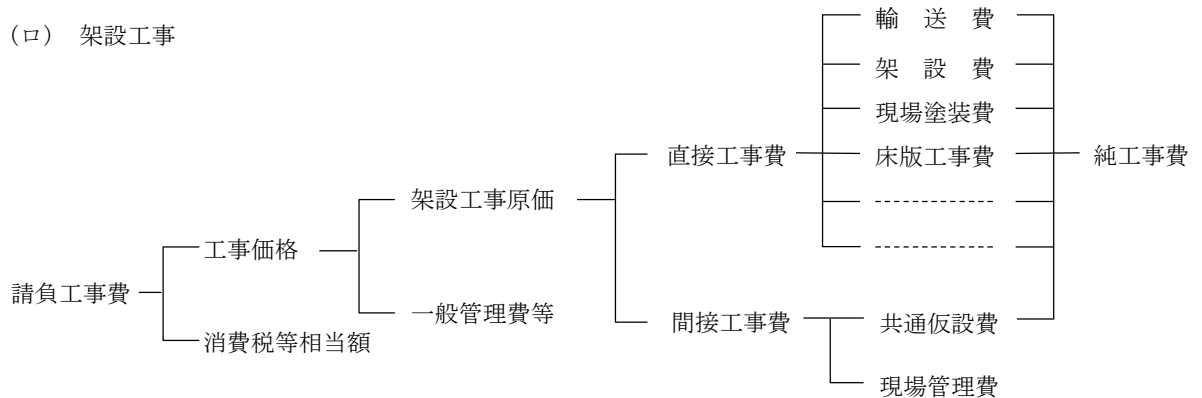 (ロ) 架設工事
輸送費
架設費
現場塗装費
直接工事費
床版工事費
純工事費
架設工事原価
--------------
工事価格
--------------
請負工事費
一般管理費等
間接工事費
共通仮設費
消費税等相当額
現場管理費